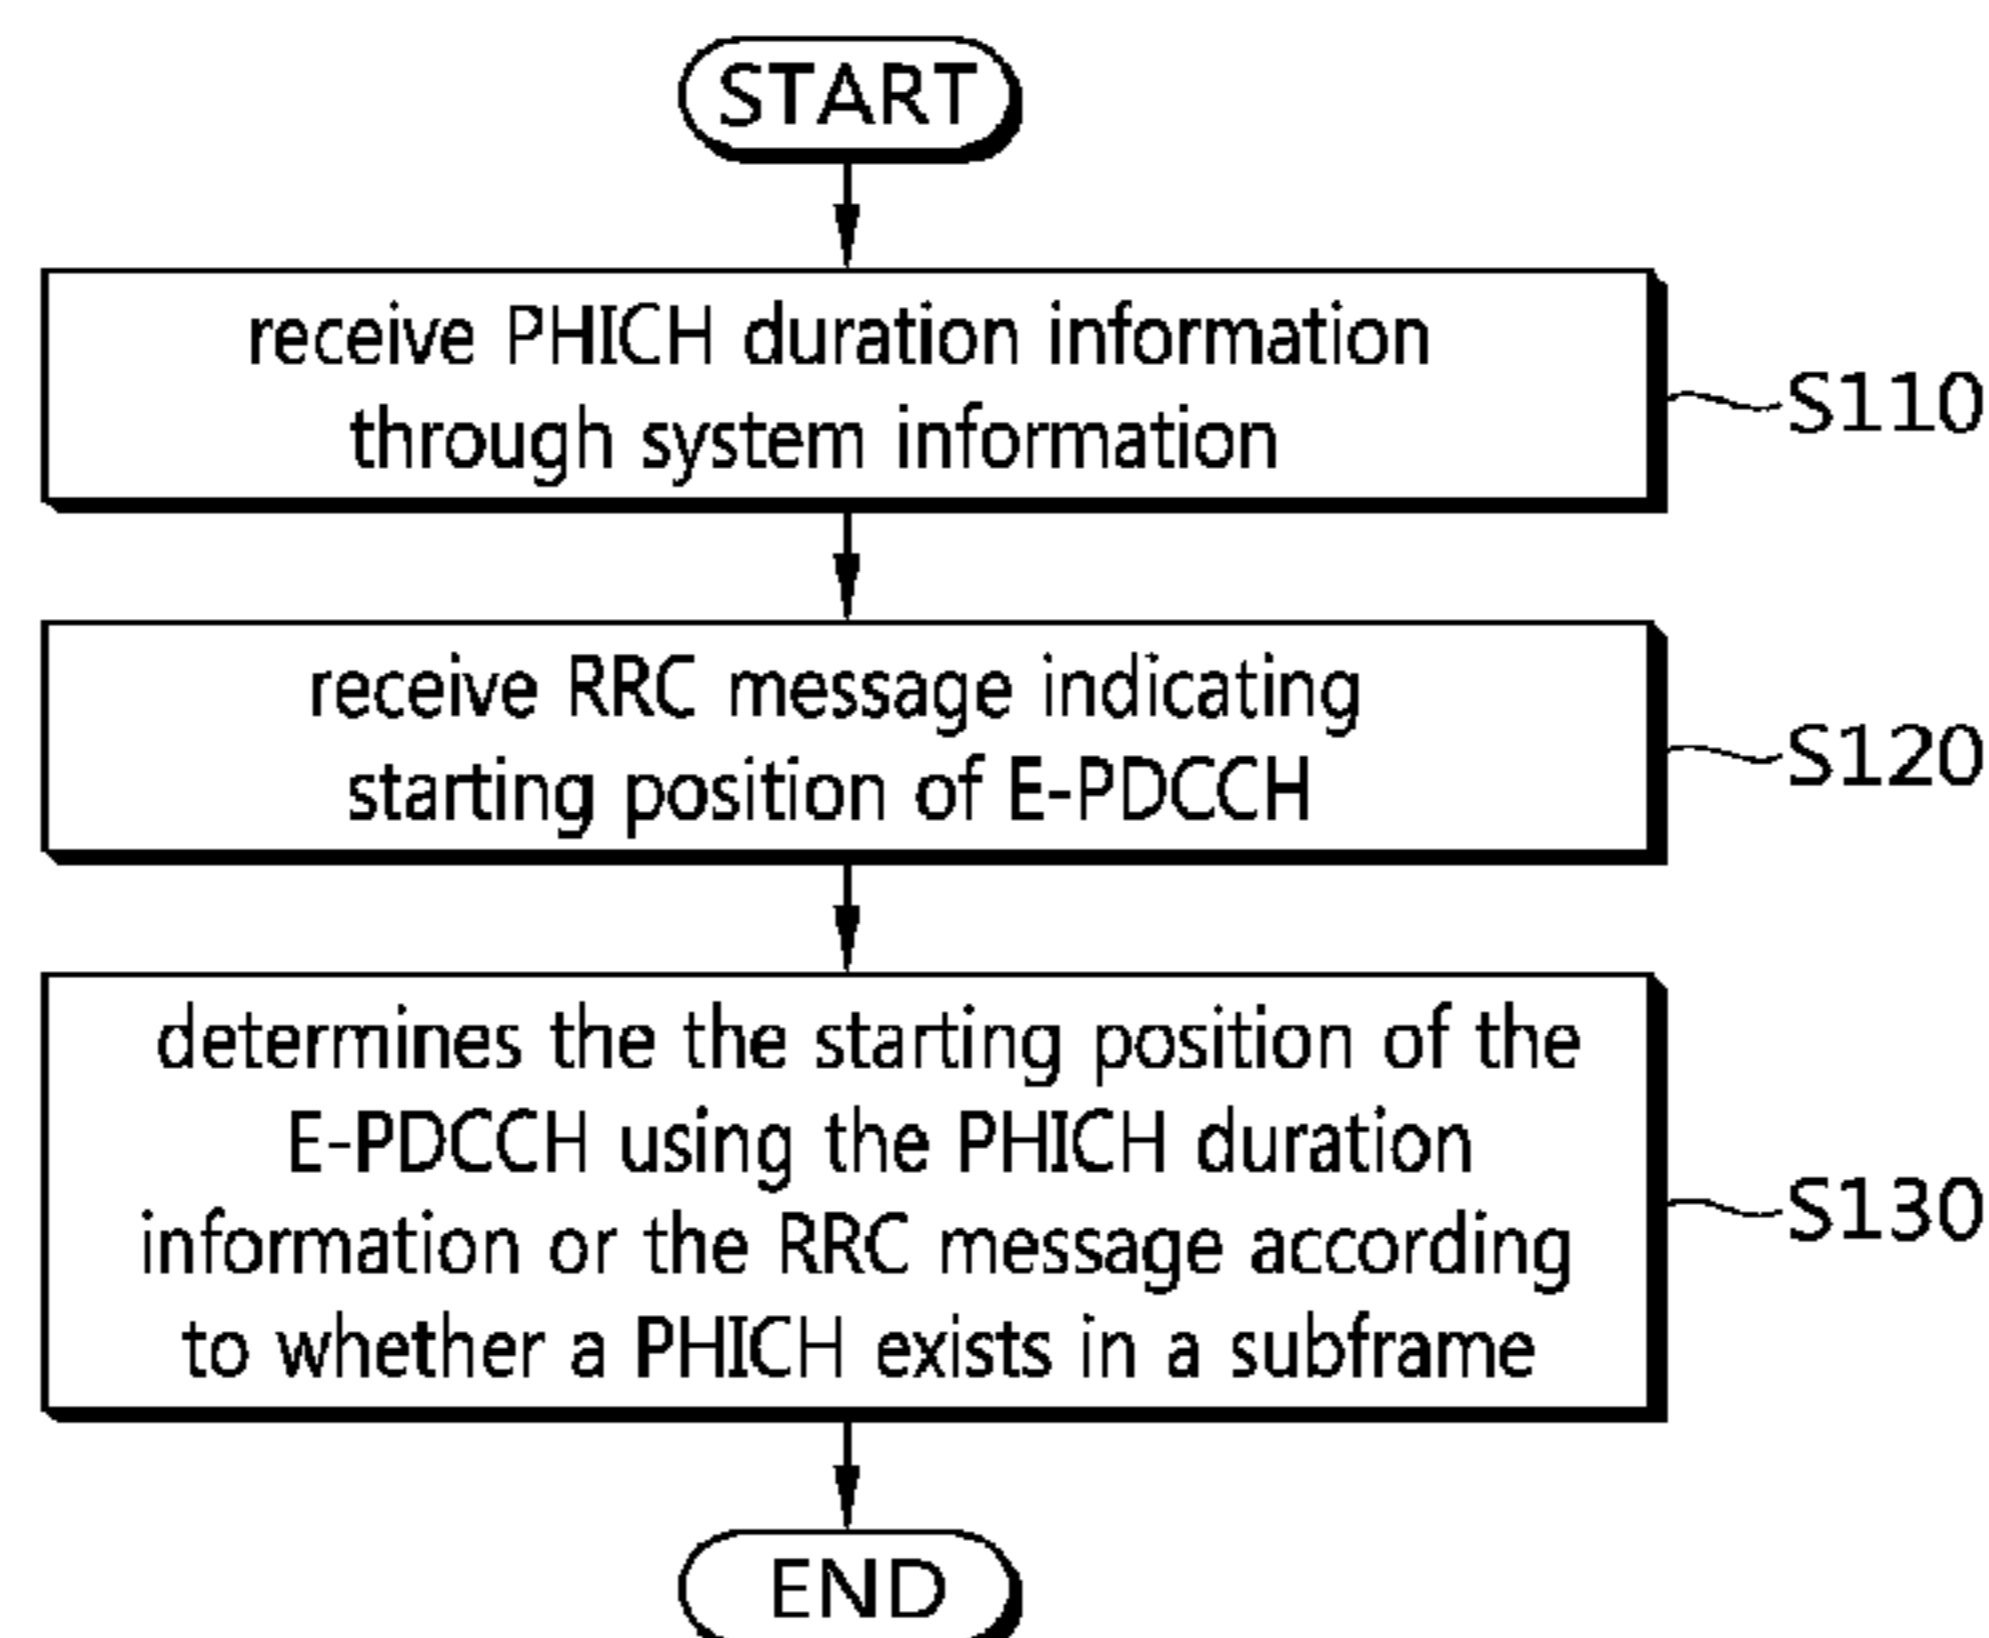 START
receive PHICH duration information
through system information
S110
receive RRC message indicating
starting position of E-PDCCH
S120
determines the the starting position of the
E-PDCCH using the PHICH duration
information or the RRC message according
to whether a PHICH exists in a subframe
S130
END